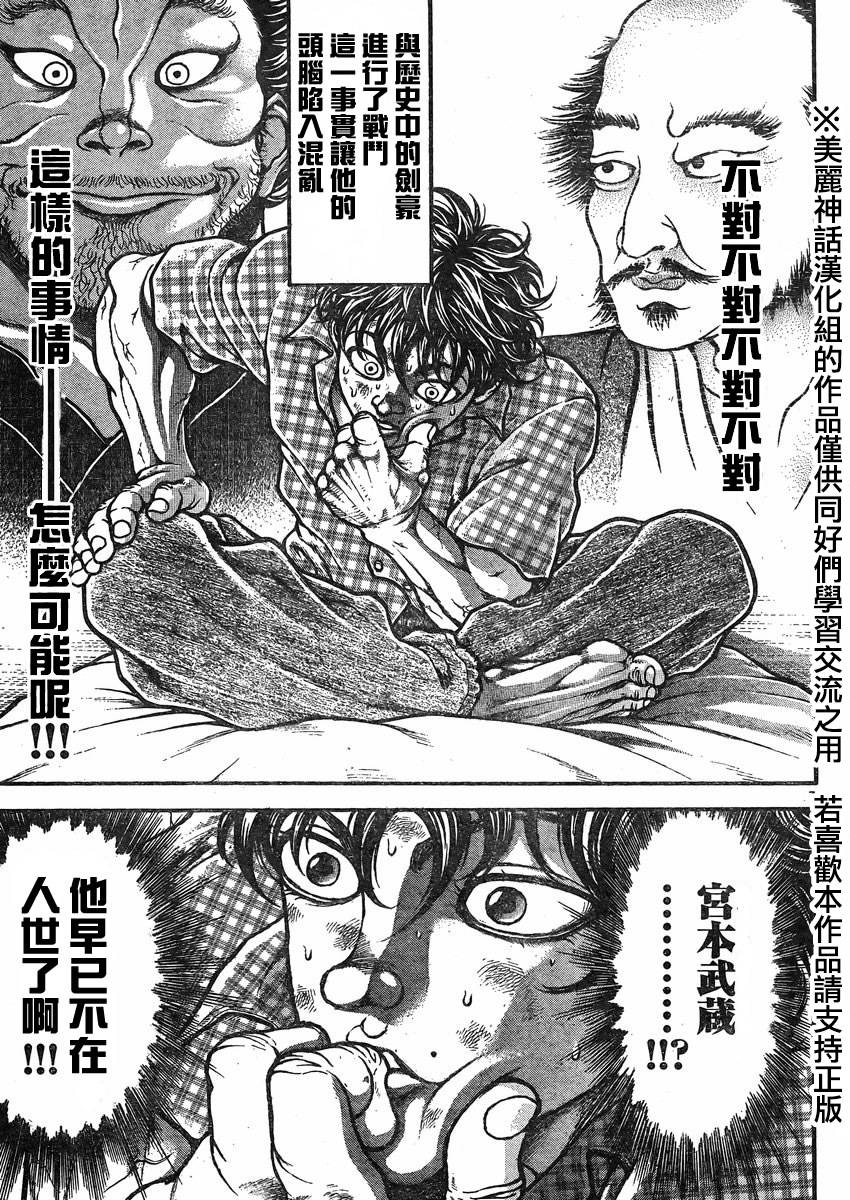 不對不對不對不對
與歷史中的劍豪
進行了戰鬥
這一事實讓他的
頭腦陷入混亂
這樣的事情——怎麼可能呢!!!
宮本武蔵
…………!!?
他早已不在
人世了啊!!!
※美麗神話漢化組的作品僅供同好們學習交流之用 若喜歡本作品請支持正版